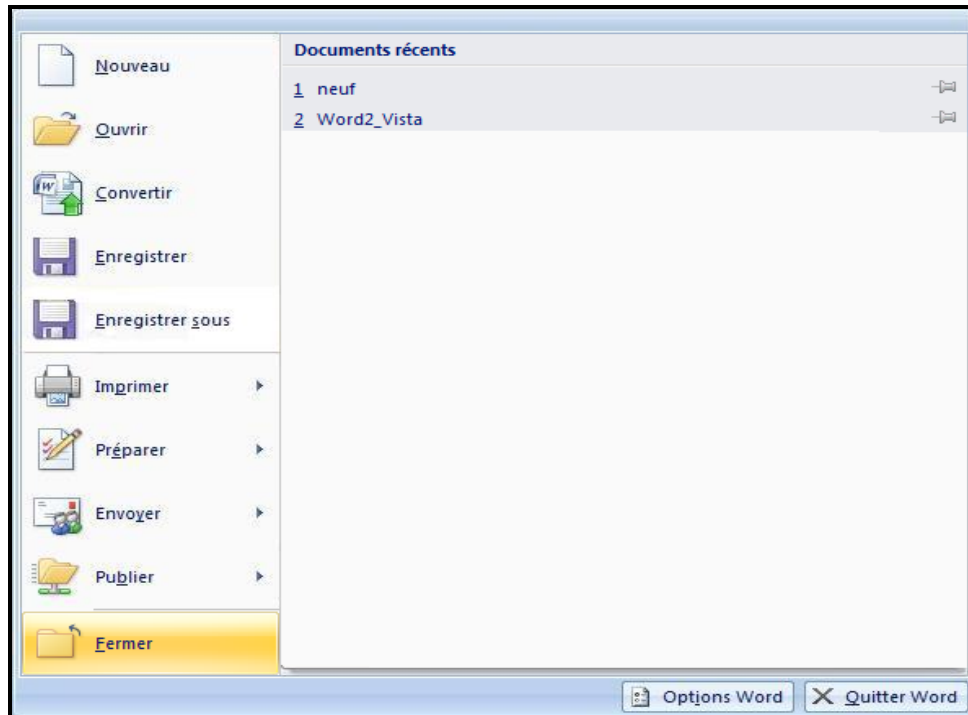 Nouveau
Ouvrir
Convertir
Enregistrer
Enregistrer sous
Imprimer
Préparer
Envoyer
Publier
Fermer
Documents récents
1 neuf
2 Word2_Vista
Options Word
Quitter Word